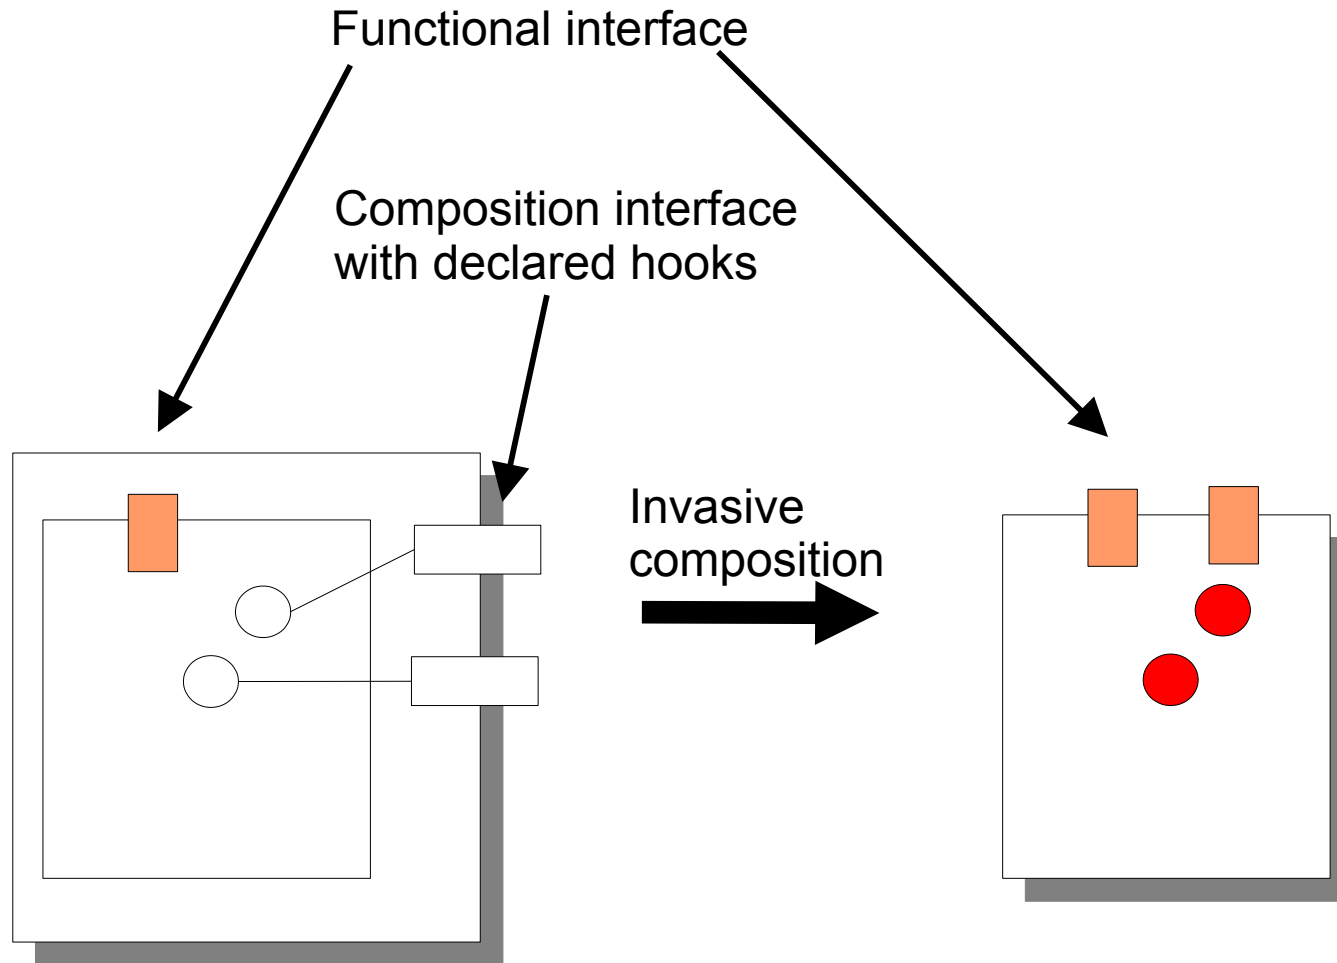 Functional interface
Composition interface
with declared hooks
Invasive
composition